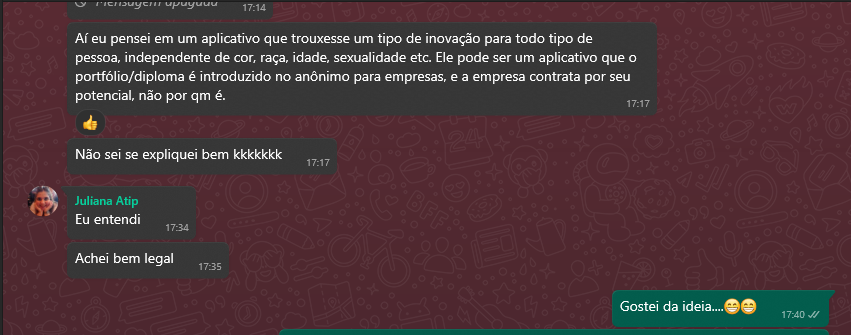 Mensagem apagada
17:14
Aí eu pensei em um aplicativo que trouxesse um tipo de inovação para todo tipo de
pessoa, independente de cor, raça, idade, sexualidade etc. Ele pode ser um aplicativo que o
portfólio/diploma é introduzido no anônimo para empresas, e a empresa contrata por seu
potencial, não por qm é.
17:17
👍
Não sei se expliquei bem kkkkkkk
17:17
Juliana Atip
Eu entendi
17:34
Achei bem legal
17:35
Gostei da ideia....😁😁
17:40